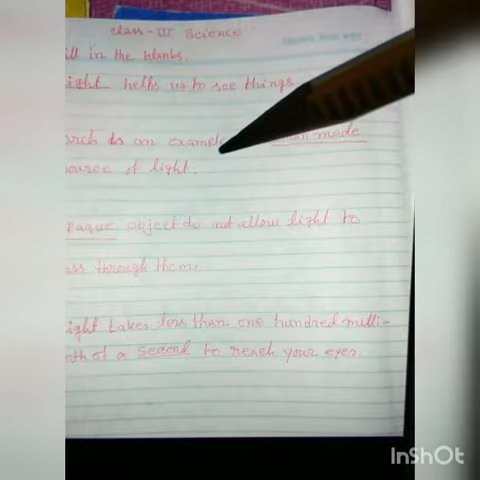 class-III Science
ill in the blanks.
ight helps us to see things
arch is an example man made
source of light.
paque object do not allow light to
ass through them.
ight takes less than one hundred milli-
nth of a second to reach your eyes.
InShOt